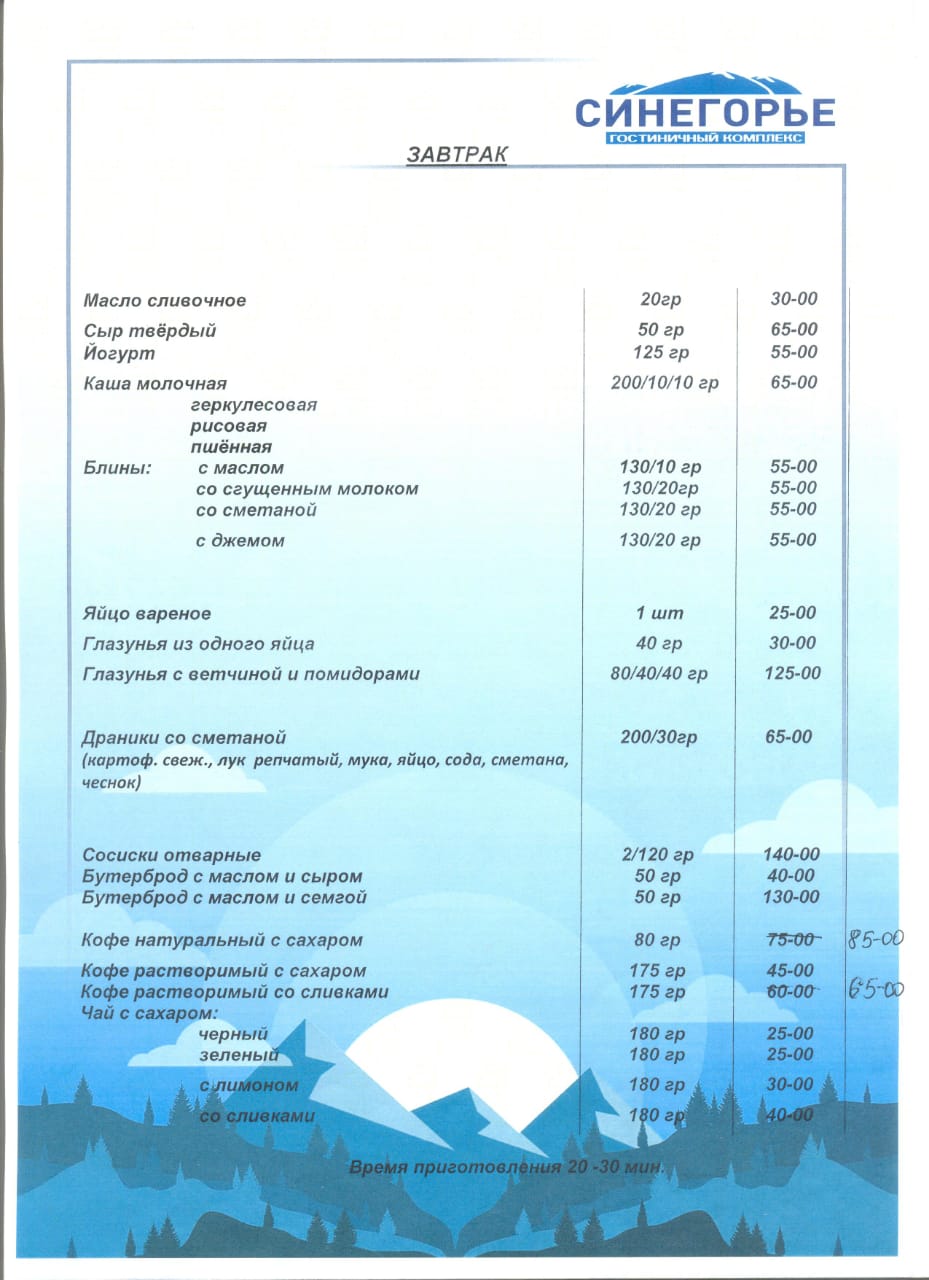 СИНЕГОРЬЕ
ГОСТИНИЧНЫЙ КОМПЛЕКС
ЗАВТРАК
Масло сливочное 20гр 30-00
Сыр твёрдый 50 гр 65-00
Йогурт 125 гр 55-00
Каша молочная 200/10/10 гр 65-00
геркулесовая
рисовая
пшённая
Блины: с маслом 130/10 гр 55-00
со сгущенным молоком 130/20гр 55-00
со сметаной 130/20 гр 55-00
с джемом 130/20 гр 55-00
Яйцо вареное 1 шт 25-00
Глазунья из одного яйца 40 гр 30-00
Глазунья с ветчиной и помидорами 80/40/40 гр 125-00
Драники со сметаной 200/30гр 65-00
(картоф. свеж., лук репчатый, мука, яйцо, сода, сметана,
чеснок)
Сосиски отварные 2/120 гр 140-00
Бутерброд с маслом и сыром 50 гр 40-00
Бутерброд с маслом и семгой 50 гр 130-00
Кофе натуральный с сахаром 80 гр 75-00 85-00
Кофе растворимый с сахаром 175 гр 45-00
Кофе растворимый со сливками 175 гр 60-00 65-00
Чай с сахаром:
черный 180 гр 25-00
зеленый 180 гр 25-00
с лимоном 180 гр 30-00
со сливками 180 гр 40-00
Время приготовления 20 -30 мин.